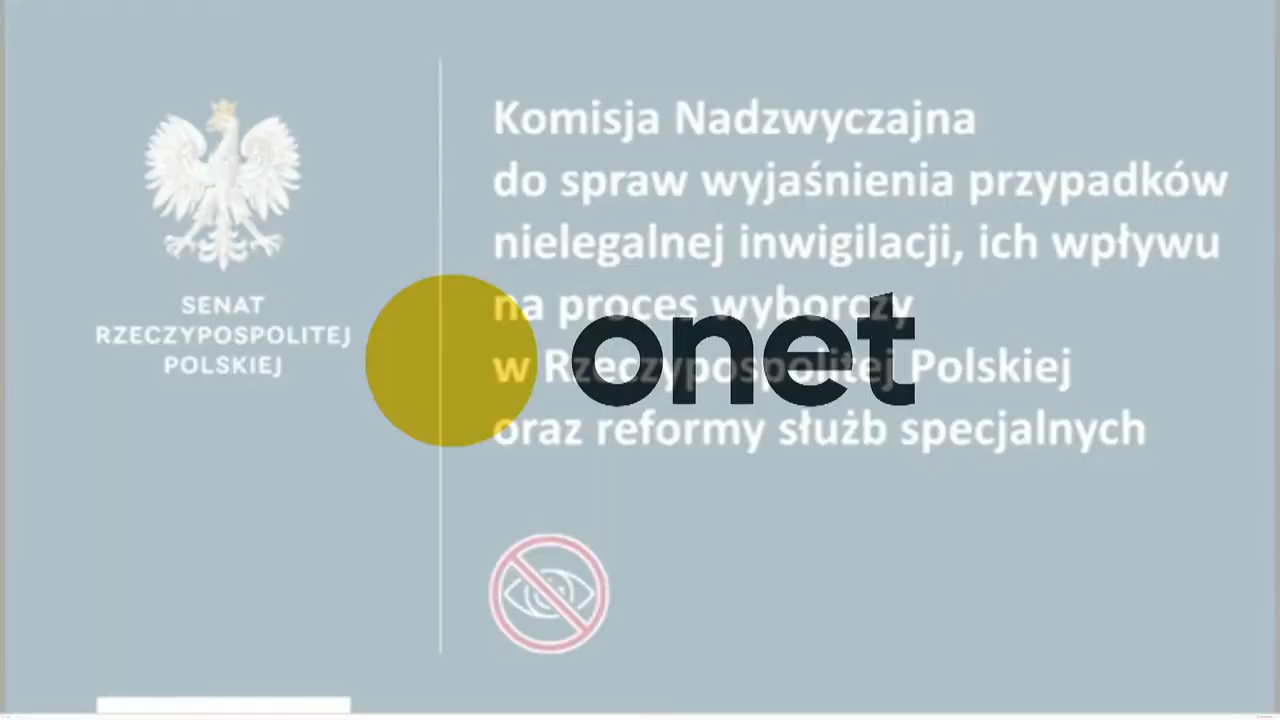 SENAT
RZECZYPOSPOLITEJ
POLSKIEJ
Komisja Nadzwyczajna
do spraw wyjaśnienia przypadków
nielegalnej inwigilacji, ich wpływu
na proces wyborczy
w Rzeczypospolitej Polskiej
oraz reformy służb specjalnych
onet